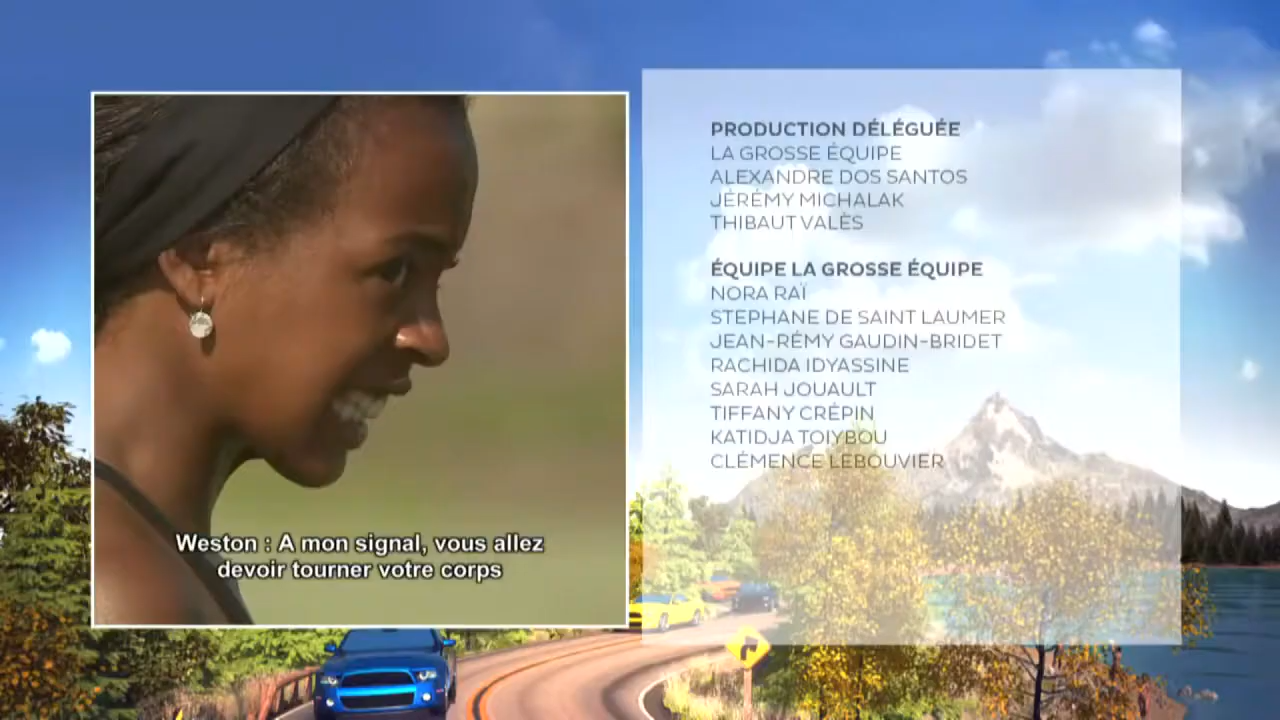 Weston : A mon signal, vous allez
devoir tourner votre corps
PRODUCTION DÉLÉGUÉE
LA GROSSE ÉQUIPE
ALEXANDRE DOS SANTOS
JÉRÉMY MICHALAK
THIBAUT VALÈS
ÉQUIPE LA GROSSE ÉQUIPE
NORA RAÏ
STEPHANE DE SAINT LAUMER
JEAN-RÉMY GAUDIN-BRIDET
RACHIDA IDYASSINE
SARAH JOUAULT
TIFFANY CRÉPIN
KATIDJA TOIYBOU
CLÉMENCE LEBOUVIER